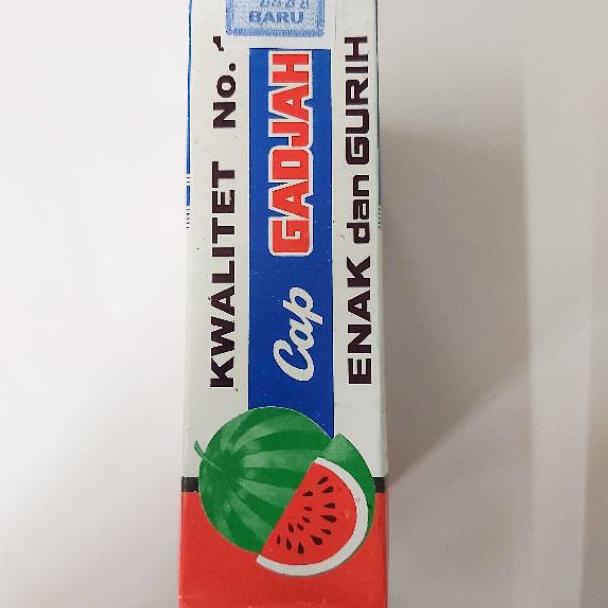 BARU
KWALITET No. 1
Cap GADJAH
ENAK dan GURIH